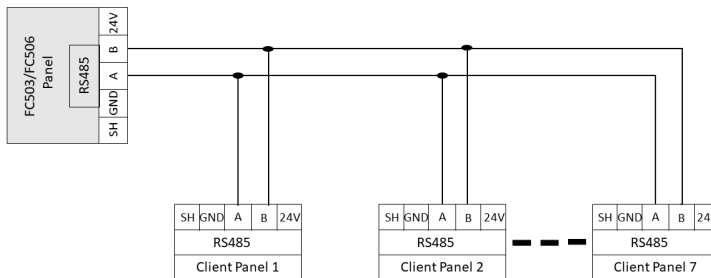 FC503/FC506
Panel
RS485
24V
B
A
GND
SH
SH GND A B 24V
RS485
Client Panel 1
SH GND A B 24V
RS485
Client Panel 2
SH GND A B 24
RS485
Client Panel 7